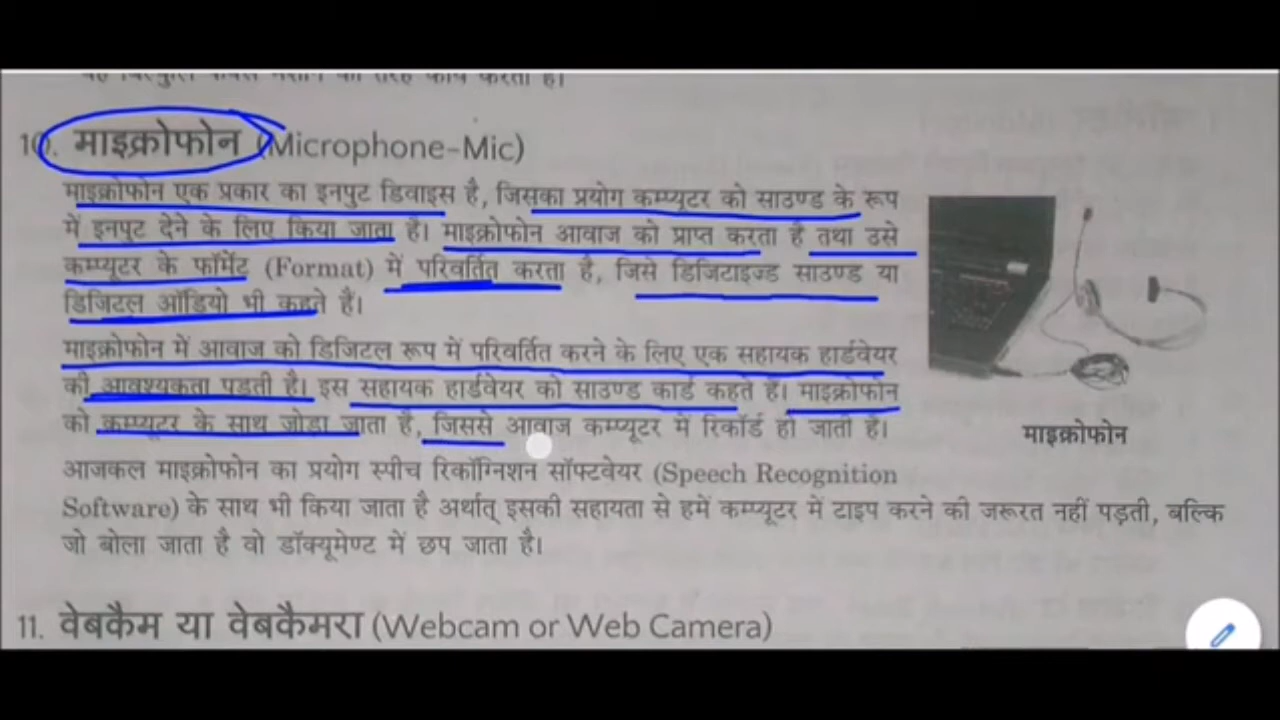 करता है।
10. माइक्रोफोन (Microphone-Mic)
माइक्रोफोन एक प्रकार का इनपुट डिवाइस है, जिसका प्रयोग कम्प्यूटर को साउण्ड के रूप
में इनपुट देने के लिए किया जाता है। माइक्रोफोन आवाज को प्राप्त करता है तथा उसे
कम्प्यूटर के फॉर्मेट (Format) में परिवर्तित करता है, जिसे डिजिटाइज्ड साउण्ड या
डिजिटल ऑडियो भी कहते हैं।
माइक्रोफोन में आवाज को डिजिटल रूप में परिवर्तित करने के लिए एक सहायक हार्डवेयर
की आवश्यकता पड़ती है। इस सहायक हार्डवेयर को साउण्ड कार्ड कहते हैं। माइक्रोफोन
को कम्प्यूटर के साथ जोड़ा जाता है, जिससे आवाज कम्प्यूटर में रिकॉर्ड हो जाती है।
माइक्रोफोन
आजकल माइक्रोफोन का प्रयोग स्पीच रिकॉग्निशन सॉफ्टवेयर (Speech Recognition
Software) के साथ भी किया जाता है अर्थात् इसकी सहायता से हमें कम्प्यूटर में टाइप करने की जरूरत नहीं पड़ती, बल्कि
जो बोला जाता है वो डॉक्यूमेण्ट में छप जाता है।
11. वेबकैम या वेबकैमरा (Webcam or Web Camera)